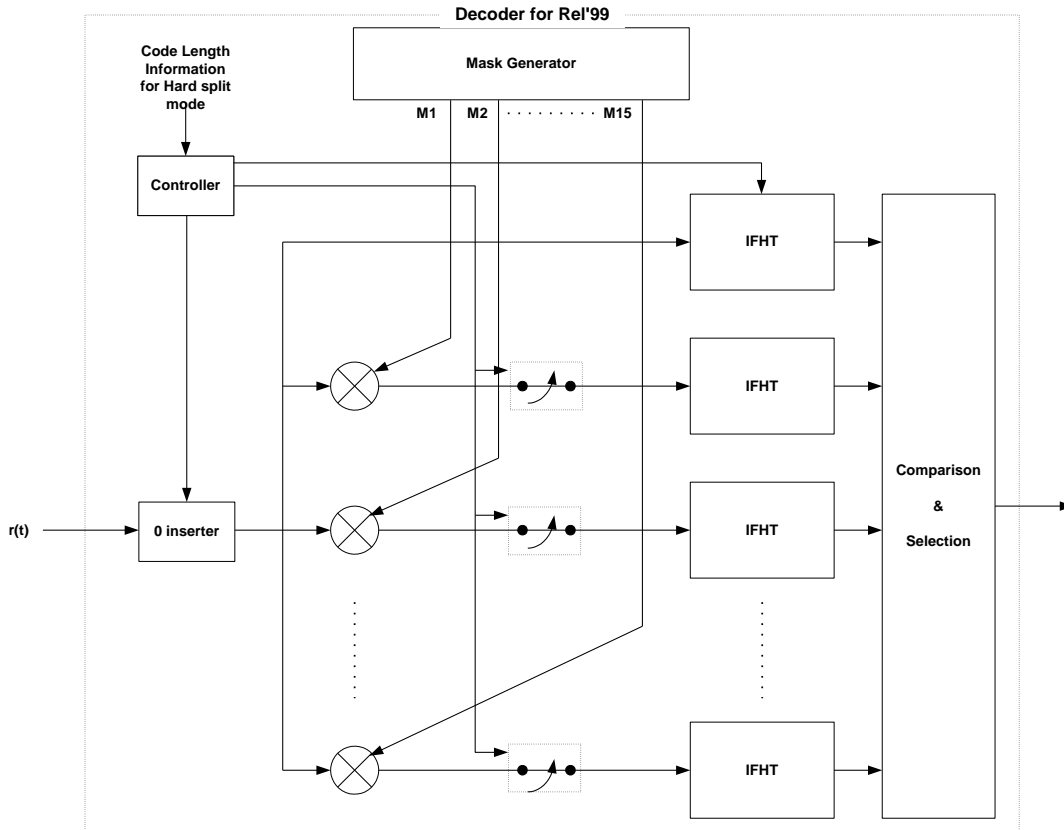 Decoder for Rel'99
Code Length
Information
for Hard split
mode
Mask Generator
M1
M2
M15
Controller
IFHT
IFHT
r(t)
0 inserter
IFHT
Comparison
&
Selection
IFHT